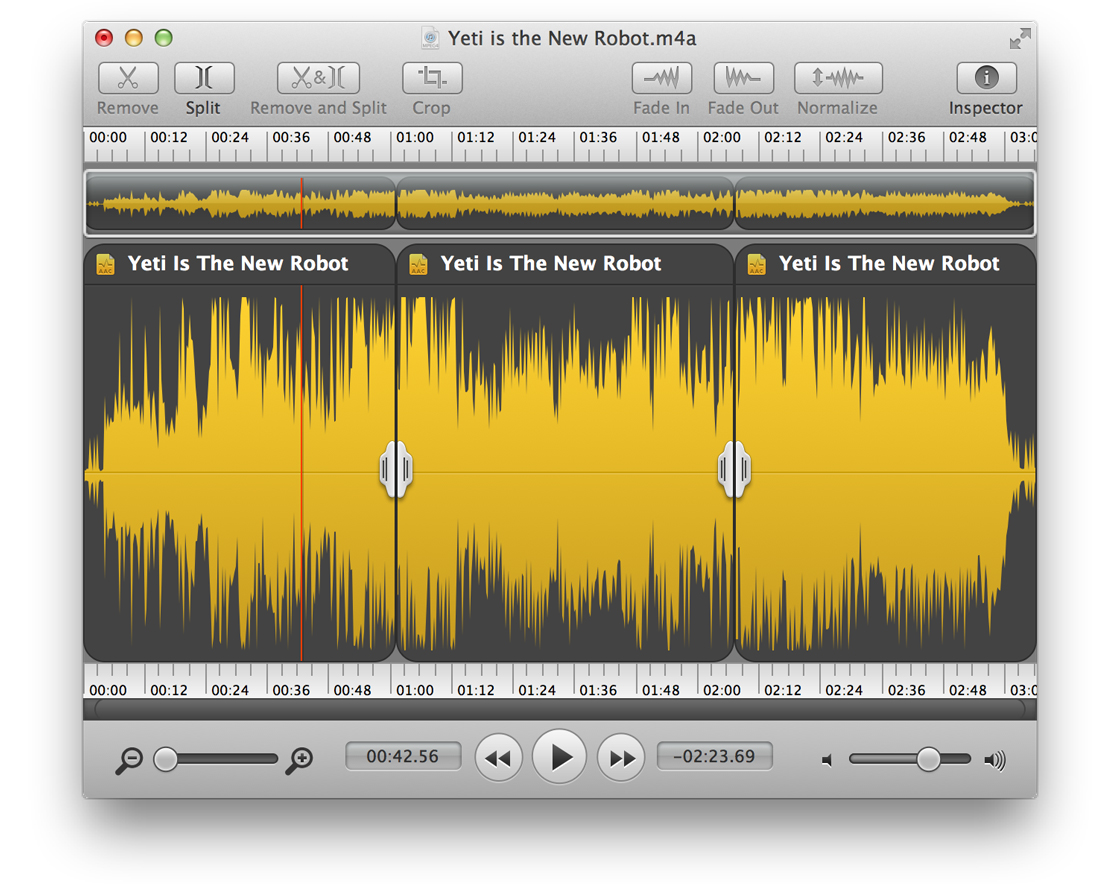 Yeti is the New Robot.m4a
Remove Split Remove and Split Crop Fade In Fade Out Normalize Inspector
00:00 00:12 00:24 00:36 00:48 01:00 01:12 01:24 01:36 01:48 02:00 02:12 02:24 02:36 02:48 03:0
Yeti Is The New Robot Yeti Is The New Robot Yeti Is The New Robot
00:00 00:12 00:24 00:36 00:48 01:00 01:12 01:24 01:36 01:48 02:00 02:12 02:24 02:36 02:48 03:0
00:42.56 -02:23.69